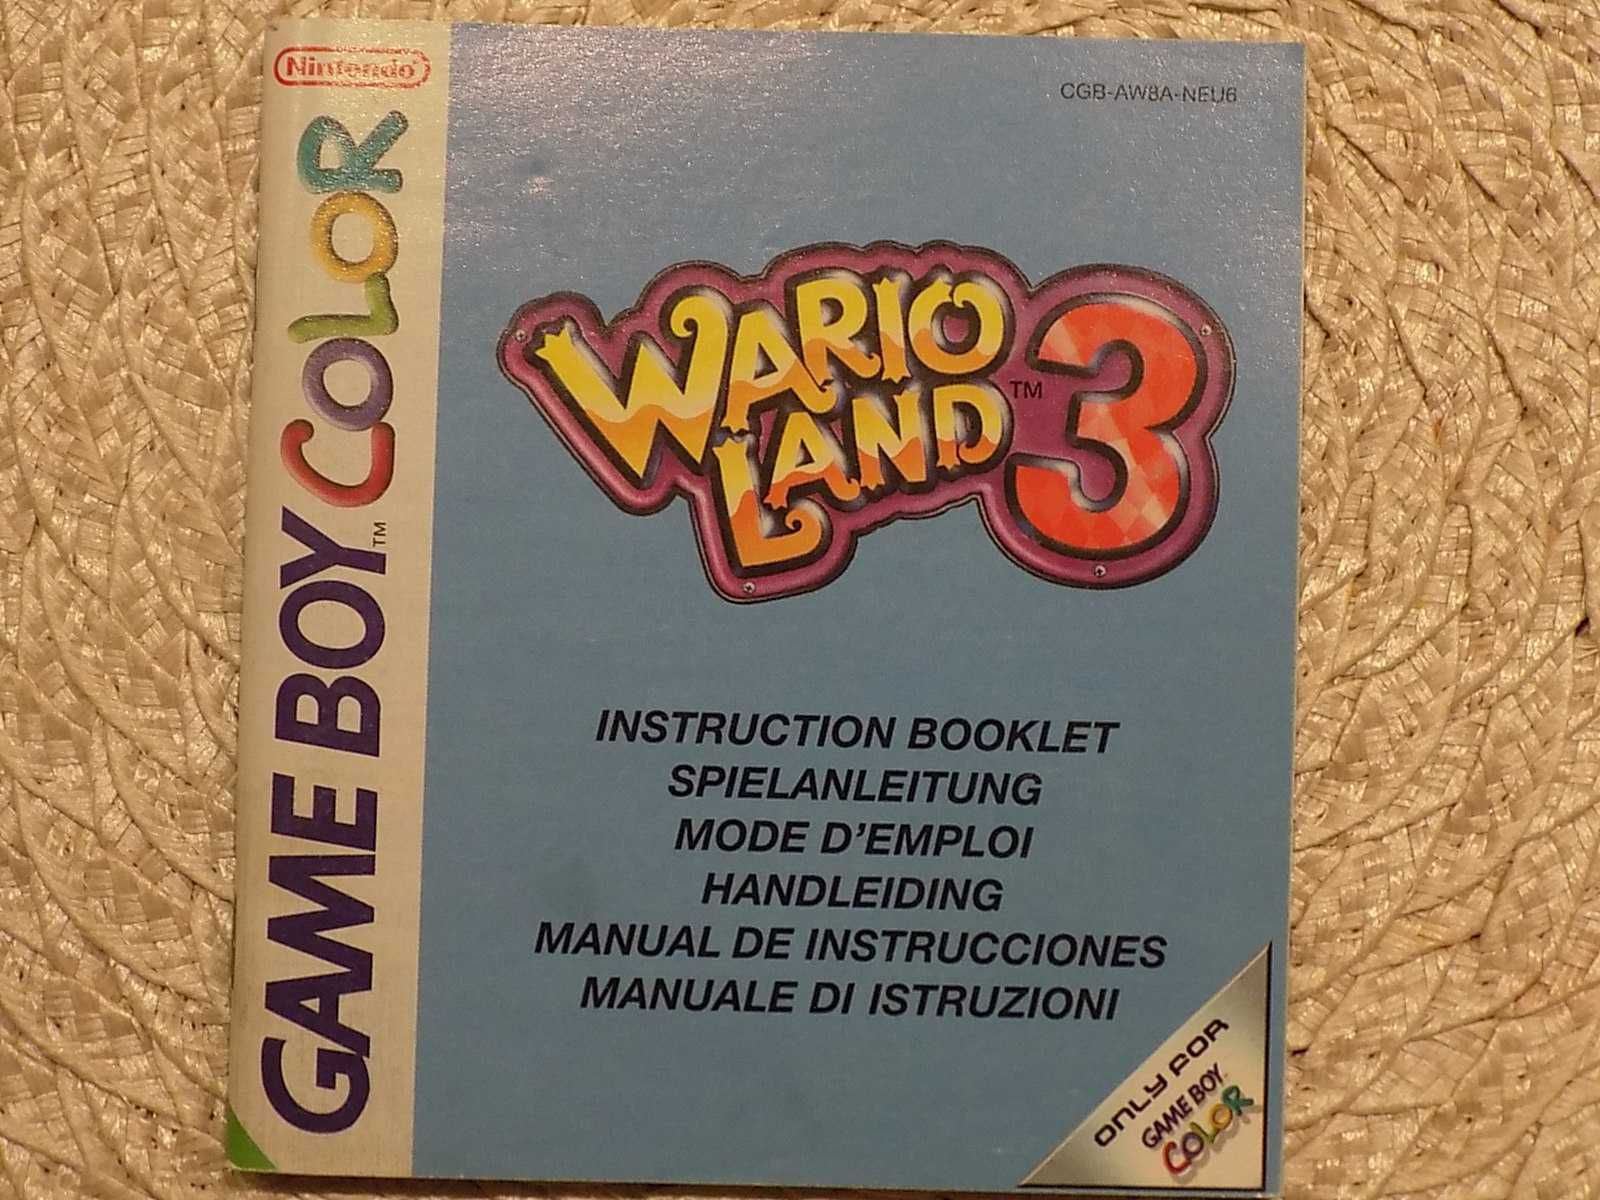 Nintendo®
CGB-AW8A-NEU6
GAME BOY COLOR™
WARIO
LAND™ 3
INSTRUCTION BOOKLET
SPIELANLEITUNG
MODE D'EMPLOI
HANDLEIDING
MANUAL DE INSTRUCCIONES
MANUALE DI ISTRUZIONI
ONLY FOR
GAME BOY™
COLOR